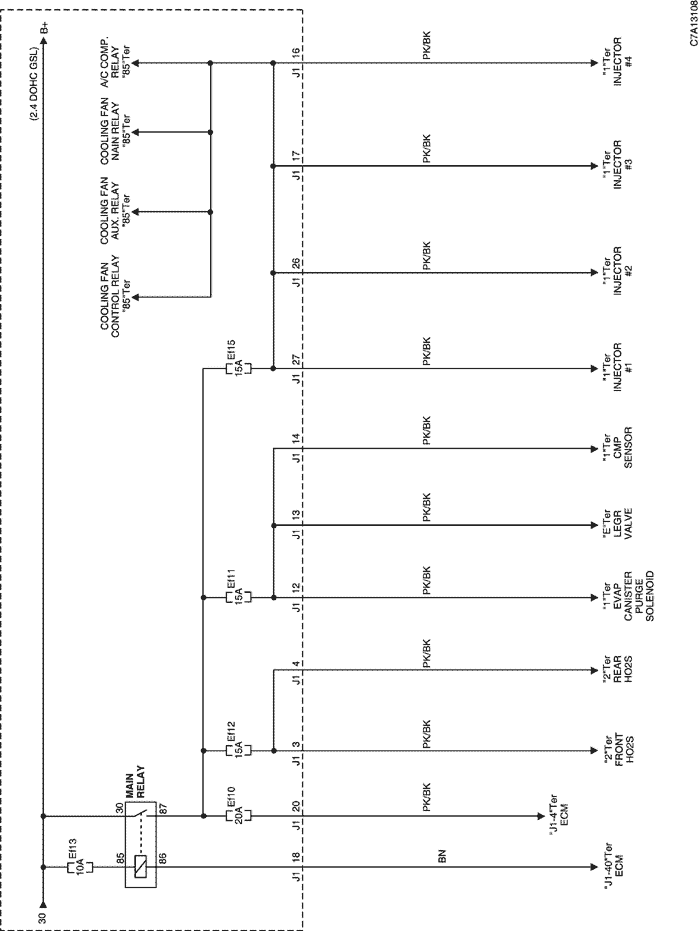 C7A13108
30
B+
(2.4 DOHC GSL)
Ef13
10A
MAIN
RELAY
85
30
86
87
COOLING FAN
CONTROL RELAY
"85"Ter
COOLING FAN
AUX. RELAY
"85"Ter
COOLING FAN
NAIN RELAY
"85"Ter
A/C COMP.
RELAY
"85"Ter
Ef10
20A
Ef12
15A
Ef11
15A
Ef15
15A
J1 18
J1 20
J1 3
J1 4
J1 12
J1 13
J1 14
J1 27
J1 26
J1 17
J1 16
BN
PK/BK
PK/BK
PK/BK
PK/BK
PK/BK
PK/BK
PK/BK
PK/BK
PK/BK
PK/BK
"J1-40"Ter
ECM
"J1-4"Ter
ECM
"2"Ter
FRONT
HO2S
"2"Ter
REAR
HO2S
"1"Ter
EVAP
CANISTER
PURGE
SOLENOID
"E"Ter
LEGR
VALVE
"1"Ter
CMP
SENSOR
"1"Ter
INJECTOR
#1
"1"Ter
INJECTOR
#2
"1"Ter
INJECTOR
#3
"1"Ter
INJECTOR
#4